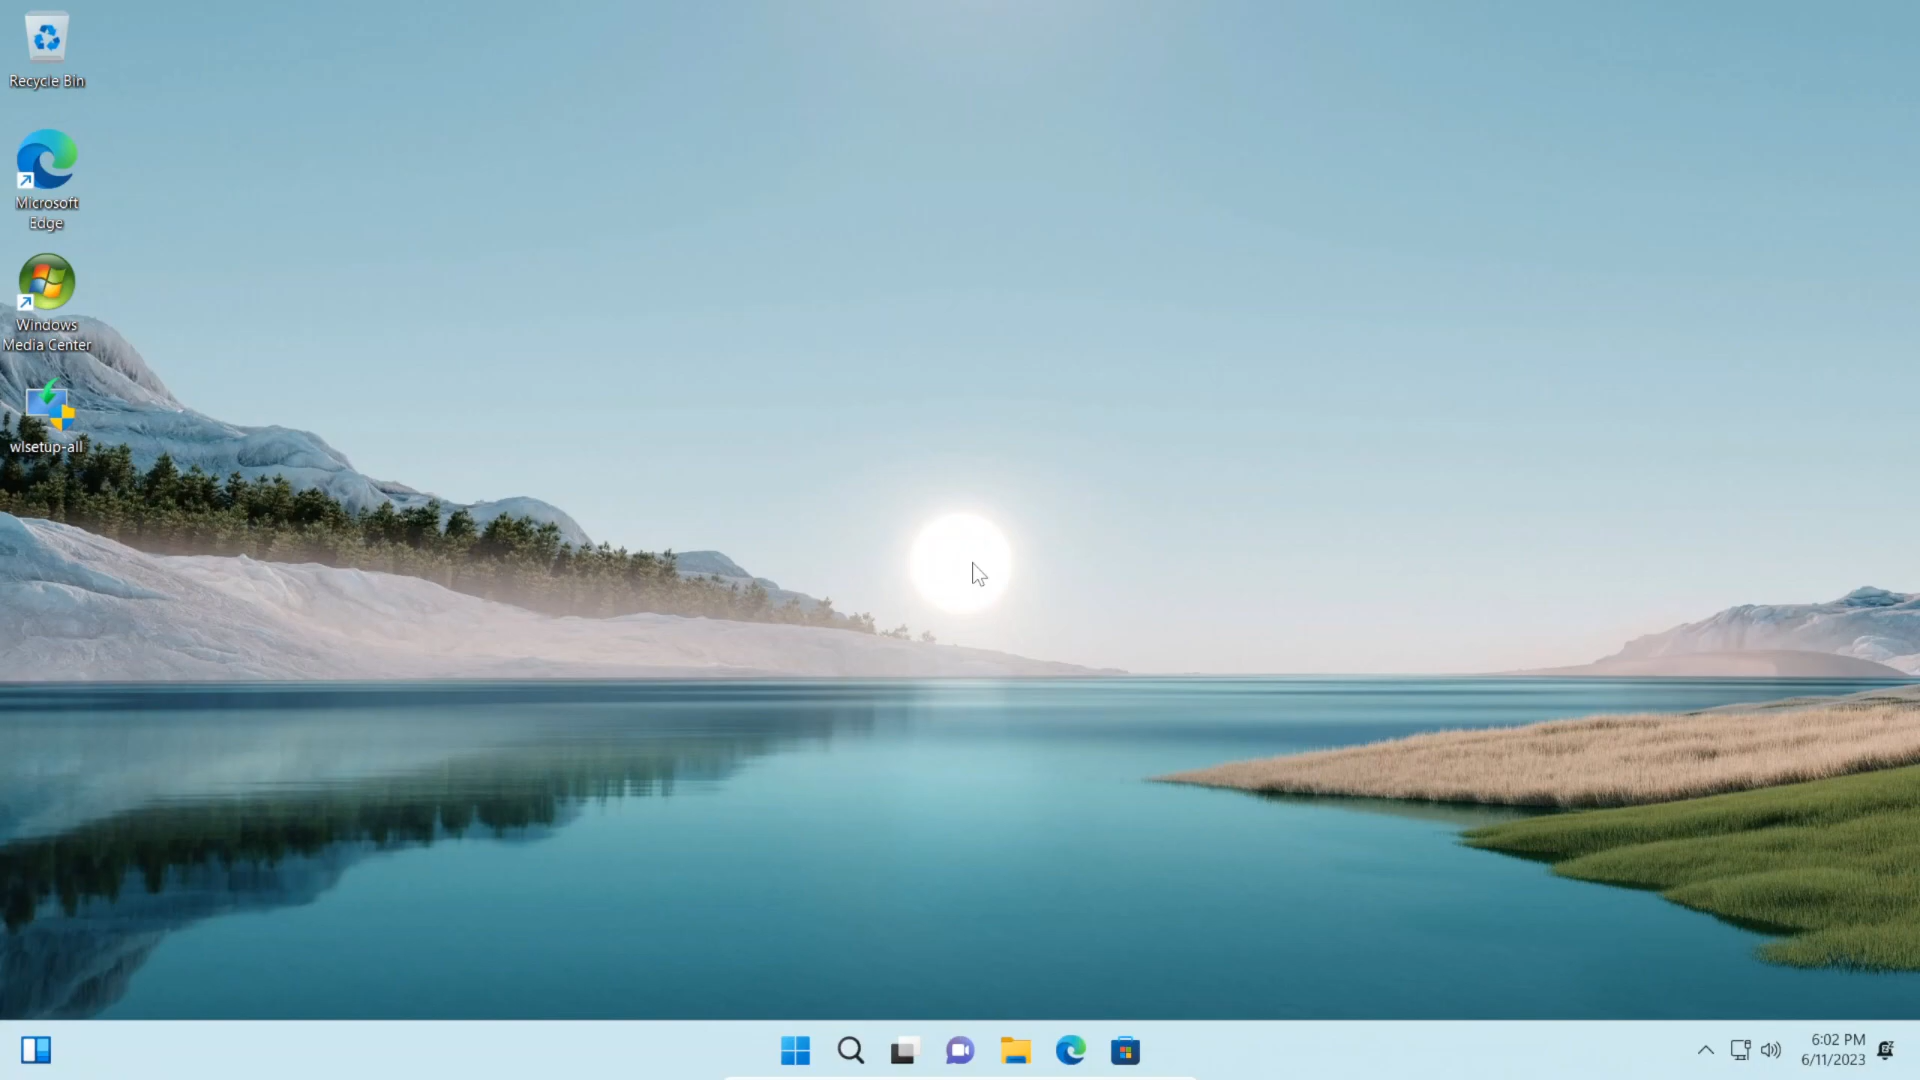 Recycle Bin
Microsoft
Edge
Windows
Media Center
wlsetup-all
6:02 PM
6/11/2023